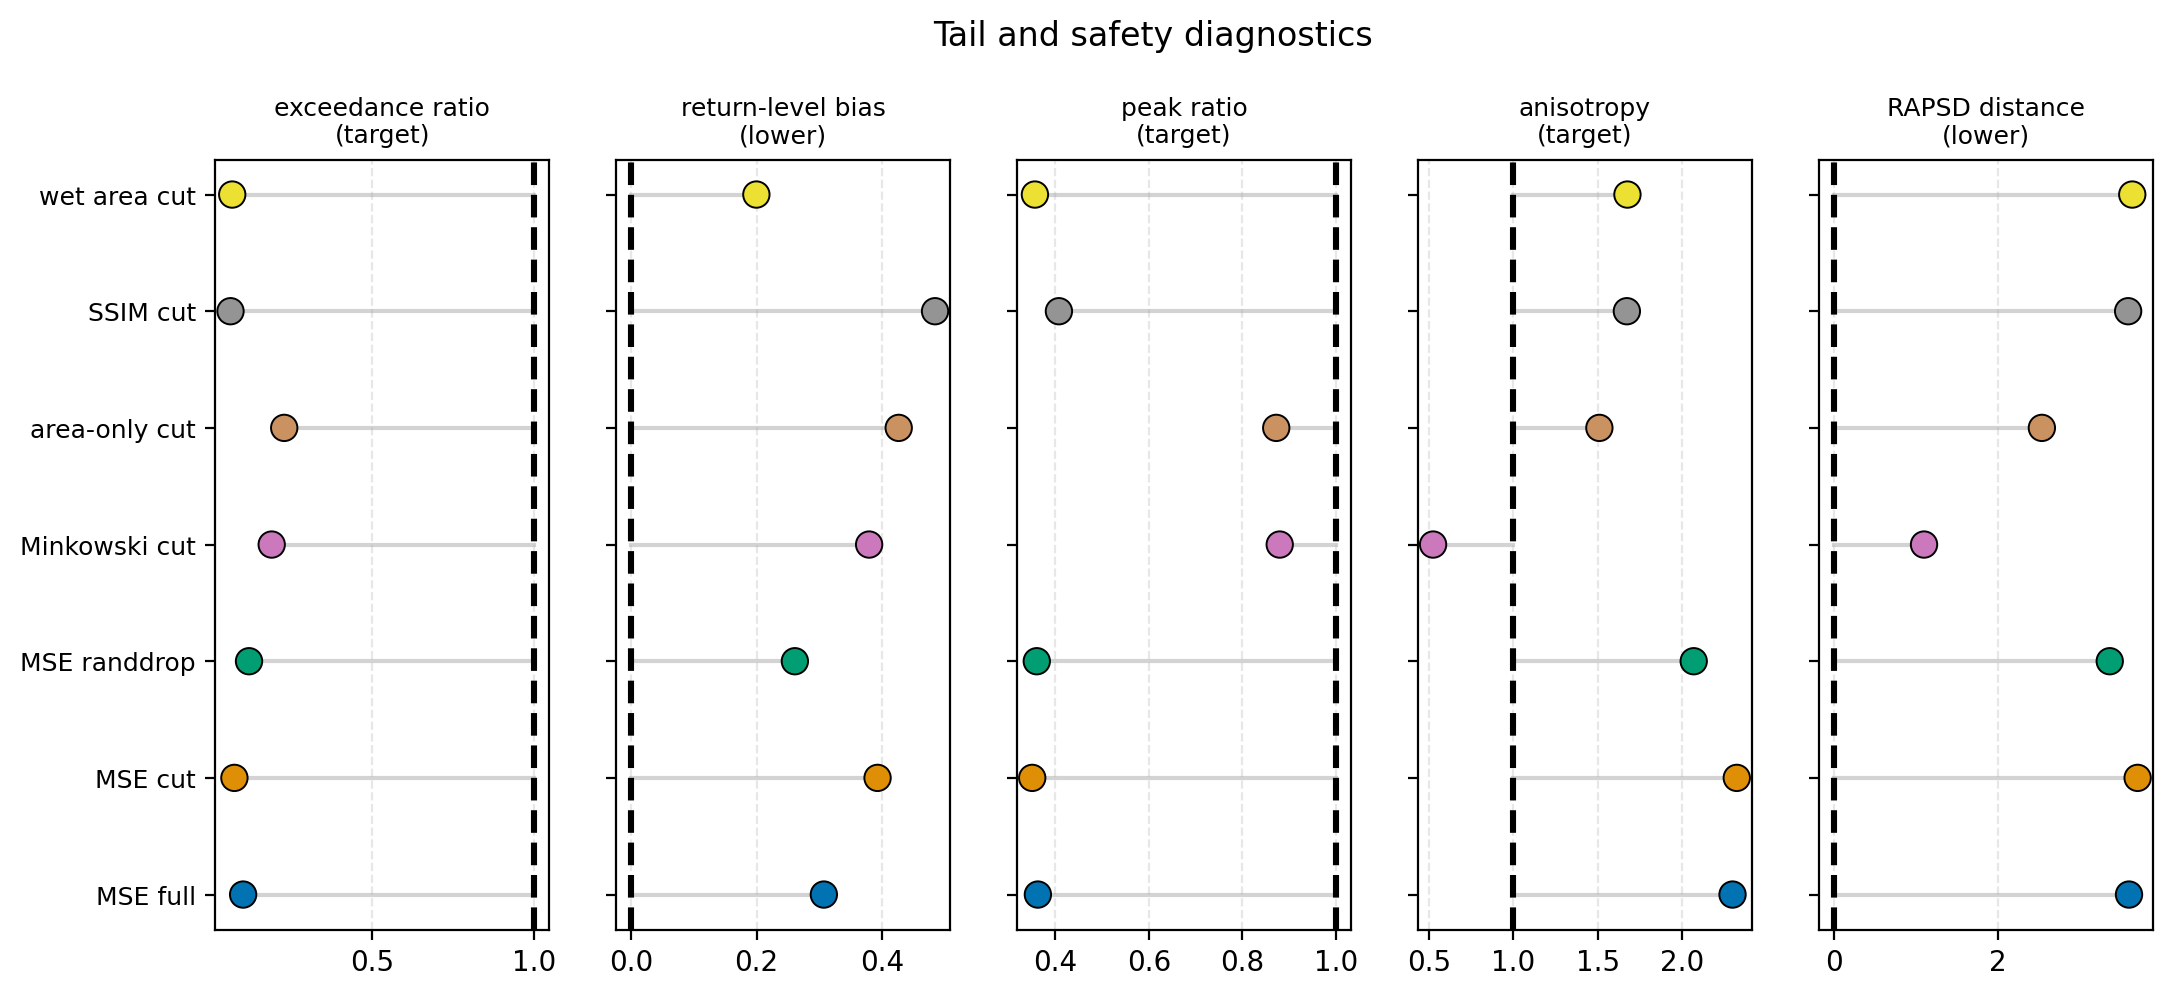 Tail and safety diagnostics
exceedance ratio
(target)
return-level bias
(lower)
peak ratio
(target)
anisotropy
(target)
RAPSD distance
(lower)
wet area cut
SSIM cut
area-only cut
Minkowski cut
MSE randdrop
MSE cut
MSE full
0.5 1.0
0.0 0.2 0.4
0.4 0.6 0.8 1.0
0.5 1.0 1.5 2.0
0 2